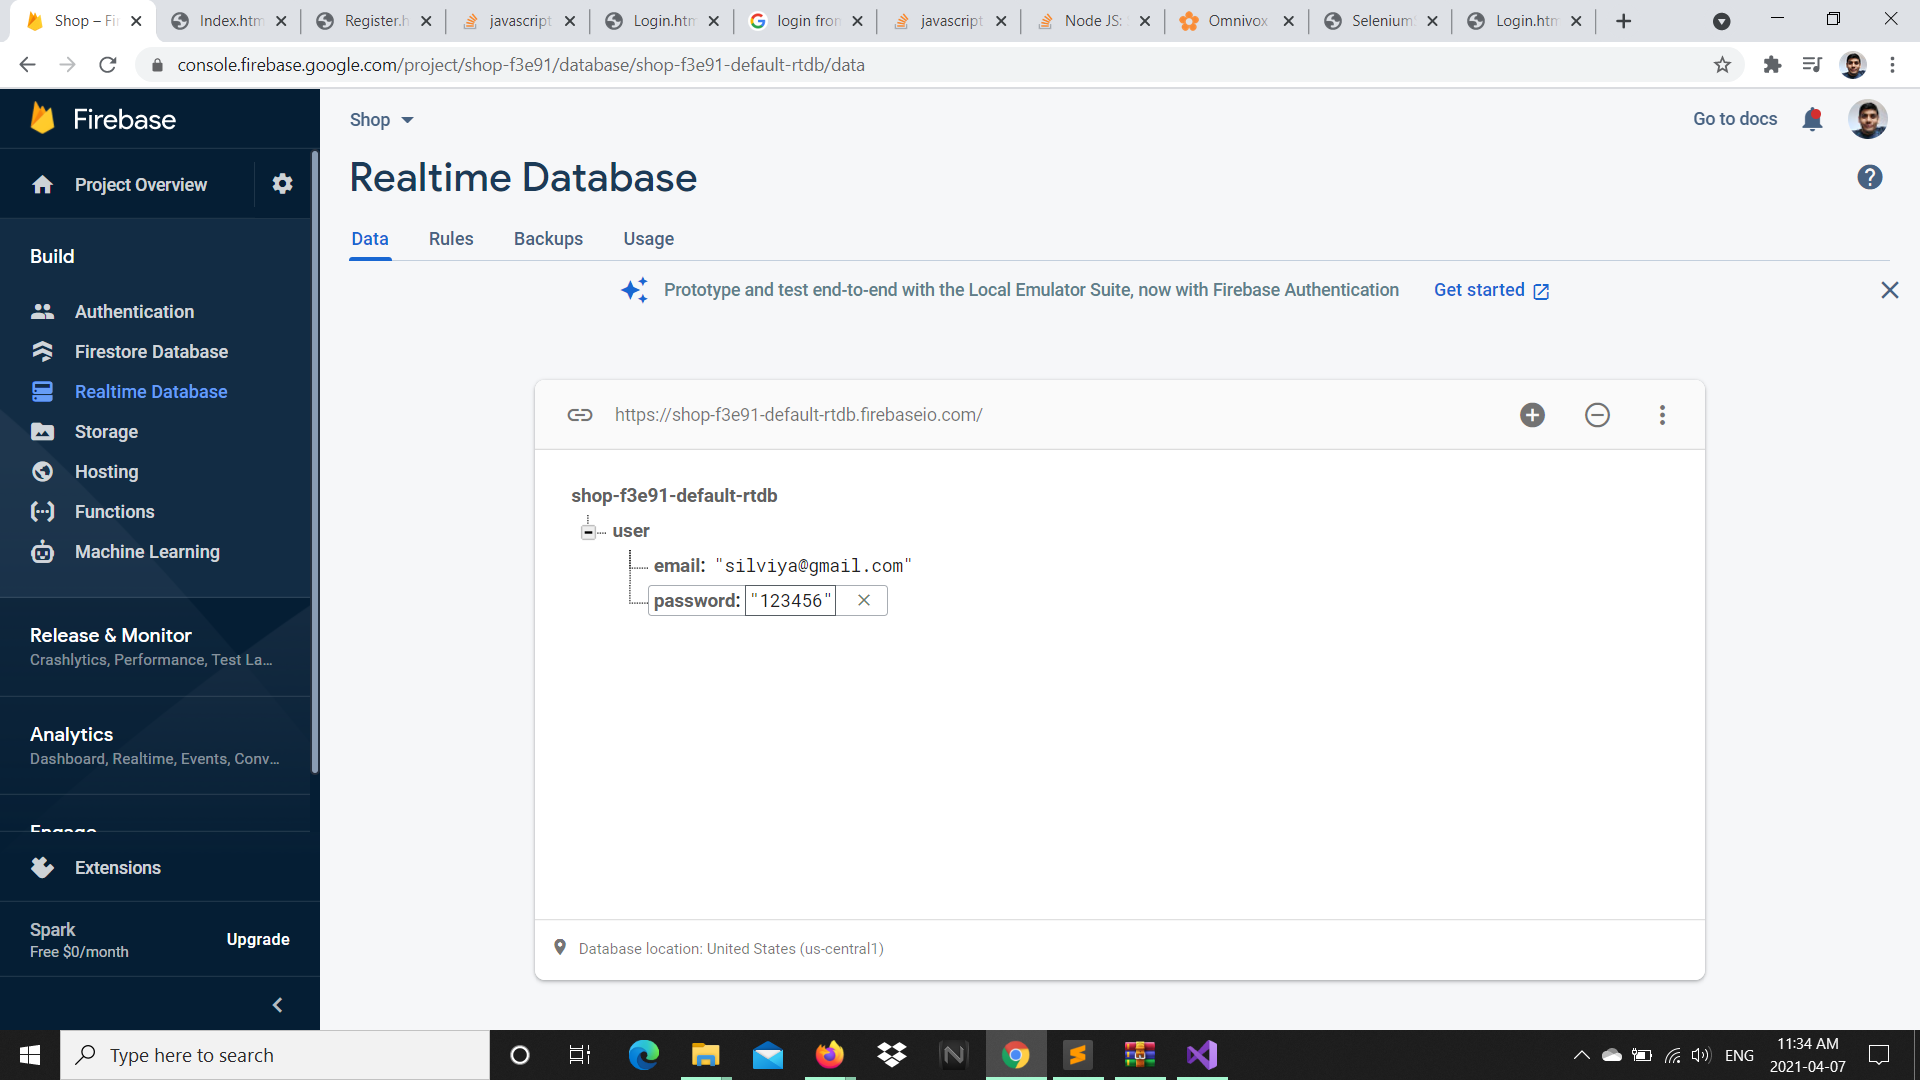 Shop – Fi
Index.htm
Register.h
javascript
Login.htm
login fron
javascript
Node JS:
Omnivox
Selenium
Login.htm
console.firebase.google.com/project/shop-f3e91/database/shop-f3e91-default-rtdb/data
Firebase
Shop
Go to docs
Project Overview
Realtime Database
Data
Rules
Backups
Usage
Build
Prototype and test end-to-end with the Local Emulator Suite, now with Firebase Authentication
Get started
Authentication
Firestore Database
Realtime Database
Storage
Hosting
Functions
Machine Learning
https://shop-f3e91-default-rtdb.firebaseio.com/
shop-f3e91-default-rtdb
user
email: "silviya@gmail.com"
password: "123456"
Release & Monitor
Crashlytics, Performance, Test La...
Analytics
Dashboard, Realtime, Events, Conv...
Engage
Extensions
Spark
Free $0/month
Upgrade
Database location: United States (us-central1)
Type here to search
ENG
11:34 AM
2021-04-07